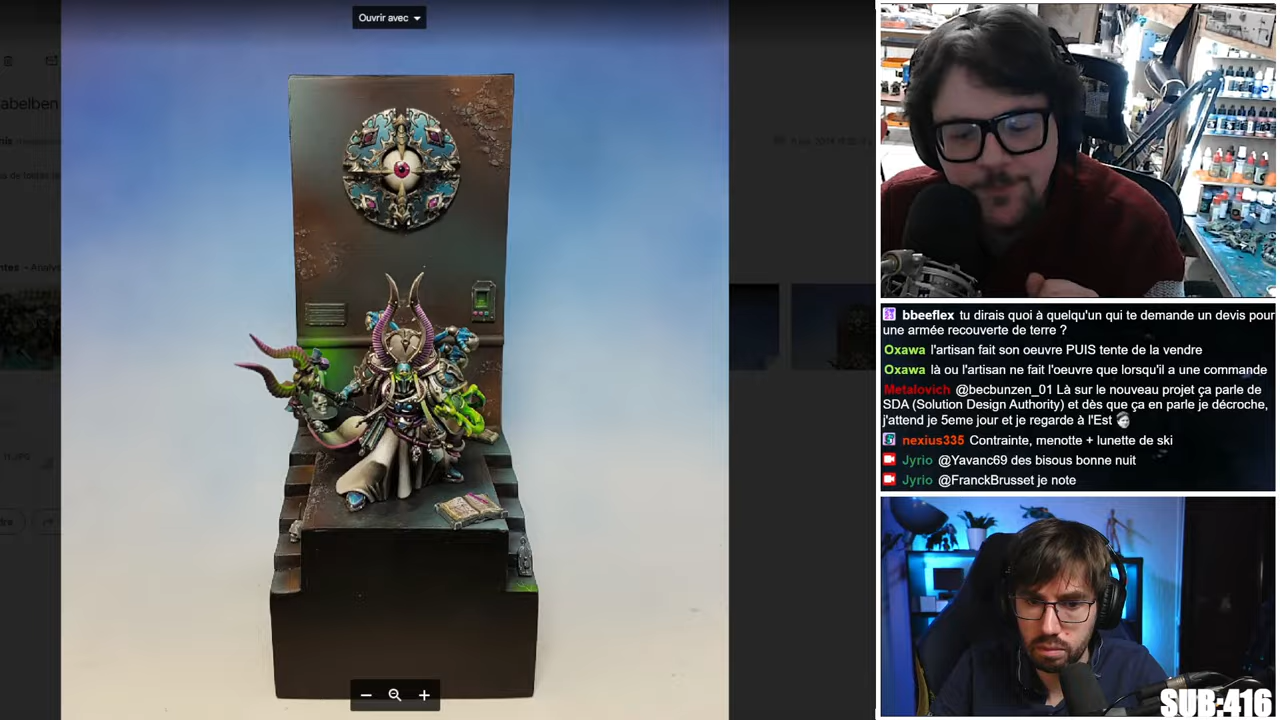 Ouvrir avec
abelben
nis
ntes - Analys
bbeeflex tu dirais quoi à quelqu'un qui te demande un devis pour
une armée recouverte de terre ?
Oxawa l'artisan fait son oeuvre PUIS tente de la vendre
Oxawa là ou l'artisan ne fait l'oeuvre que lorsqu'il a une commande
Metalovich @becbunzen_01 Là sur le nouveau projet ça parle de
SDA (Solution Design Authority) et dès que ça en parle je décroche,
j'attend je 5eme jour et je regarde à l'Est
nexius335 Contrainte, menotte + lunette de ski
Jyrio @Yavanc69 des bisous bonne nuit
Jyrio @FranckBrusset je note
SUB:416